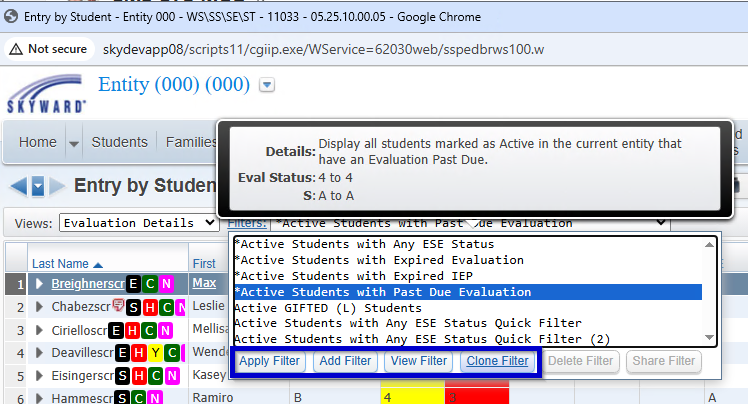 Entry by Student - Entity 000 - WS\SS\SE\ST - 11033 - 05.25.10.00.05 - Google Chrome
Not secure skydevapp08/scripts11/cgiip.exe/WService=62030web/sspedbrws100.w
SKYWARD Entity (000) (000)
Home Students Families
Details: Display all students marked as Active in the current entity that
have an Evaluation Past Due.
Eval Status: 4 to 4
S: A to A
Entry by Studen
Views: Evaluation Details Filters: *Active Students with Past Due Evaluation
*Active Students with Any ESE Status
*Active Students with Expired Evaluation
*Active Students with Expired IEP
*Active Students with Past Due Evaluation
Active GIFTED (L) Students
Active Students with Any ESE Status Quick Filter
Active Students with Any ESE Status Quick Filter (2)
Apply Filter Add Filter View Filter Clone Filter Delete Filter Share Filter
Last Name First E
1 Breighnerscr E C N Max
2 Chabezscr S H C N Leslie
3 Cirielloscr E H C N Mellisa
4 Deavillescr E H Y C Wend
5 Eisingerscr S H C N Kasey
6 Hammesc S C N Ramiro B 4 3 A